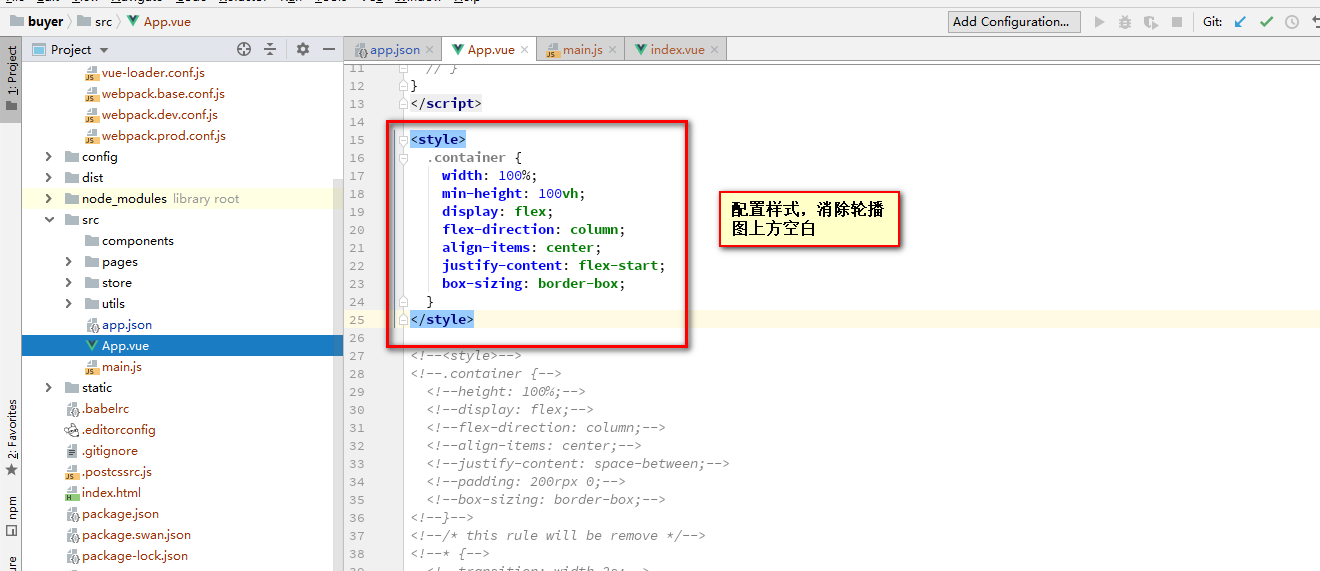 buyer src App.vue Add Configuration... Git:
Project app.json App.vue main.js index.vue
1: Project
vue-loader.conf.js
webpack.base.conf.js
webpack.dev.conf.js
webpack.prod.conf.js
config
dist
node_modules library root
src
components
pages
store
utils
app.json
App.vue
main.js
static
.babelrc
.editorconfig
.gitignore
.postcssrc.js
index.html
package.json
package.swan.json
package-lock.json
2: Favorites
npm
11 // }
12 }
13 </script>
14
15 <style>
16 .container {
17 width: 100%;
18 min-height: 100vh;
19 display: flex;
20 flex-direction: column;
21 align-items: center;
22 justify-content: flex-start;
23 box-sizing: border-box;
24 }
25 </style>
26
27 <!--<style>-->
28 <!--.container {-->
29 <!--height: 100%;-->
30 <!--display: flex;-->
31 <!--flex-direction: column;-->
32 <!--align-items: center;-->
33 <!--justify-content: space-between;-->
34 <!--padding: 200rpx 0;-->
35 <!--box-sizing: border-box;-->
36 <!--}-->
37 <!--/* this rule will be remove */-->
38 <!--* {-->
配置样式，消除轮播
图上方空白